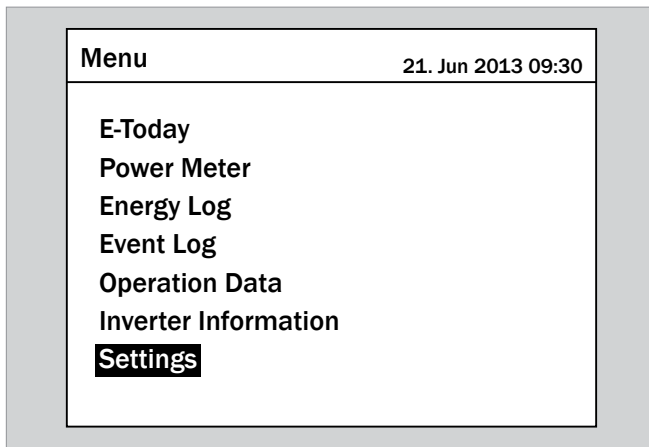 Menu
21. Jun 2013 09:30
E-Today
Power Meter
Energy Log
Event Log
Operation Data
Inverter Information
Settings